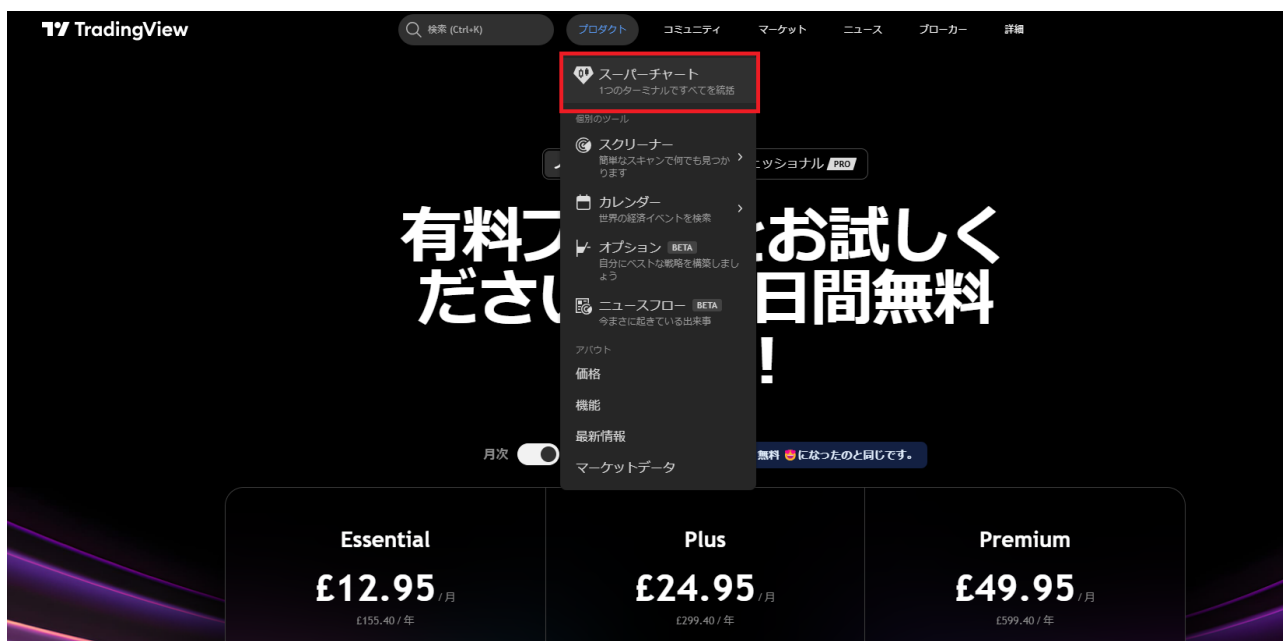 TradingView
検索 (Ctrl+K)
プロダクト
コミュニティ
マーケット
ニュース
ブローカー
詳細
スーパーチャート
1つのターミナルですべてを統括
個別のツール
スクリーナー
簡単なスキャンで何でも見つか
ります
カレンダー
世界の経済イベントを検索
オプション BETA
自分にベストな戦略を構築しまし
ょう
ニュースフロー BETA
今まさに起きている出来事
アバウト
価格
機能
最新情報
マーケットデータ
ッショナル PRO
有料
をお試しく
ださい
日間無料
!
月次
無料 😍になったのと同じです。
Essential
£12.95 /月
£155.40 / 年
Plus
£24.95 /月
£299.40 / 年
Premium
£49.95 /月
£599.40 / 年